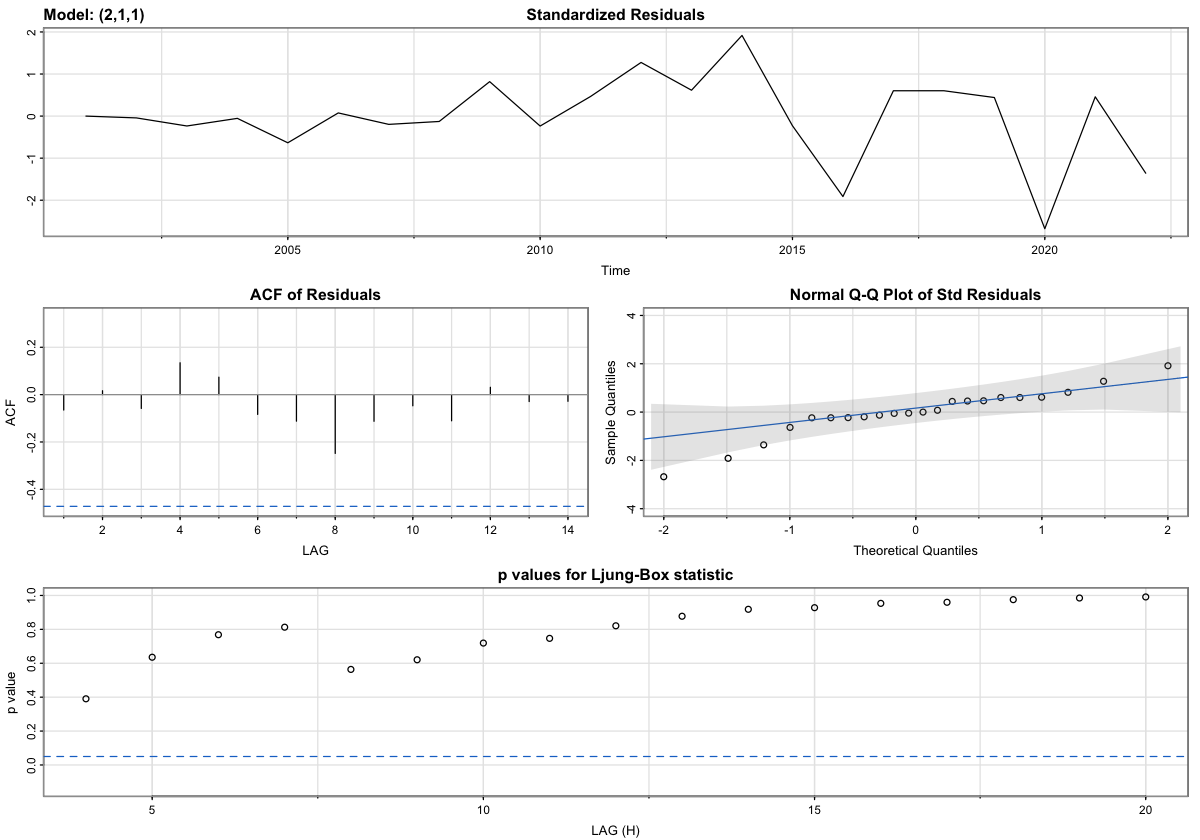 Model: (2,1,1) Standardized Residuals
2
1
0
-1
-2
2005 2010 2015 2020
Time
ACF of Residuals
0.2
0.0
-0.2
-0.4
ACF
2 4 6 8 10 12 14
LAG
Normal Q-Q Plot of Std Residuals
4
2
0
-2
-4
Sample Quantiles
-2 -1 0 1 2
Theoretical Quantiles
p values for Ljung-Box statistic
1.0
0.8
0.6
0.4
0.2
0.0
p value
5 10 15 20
LAG (H)